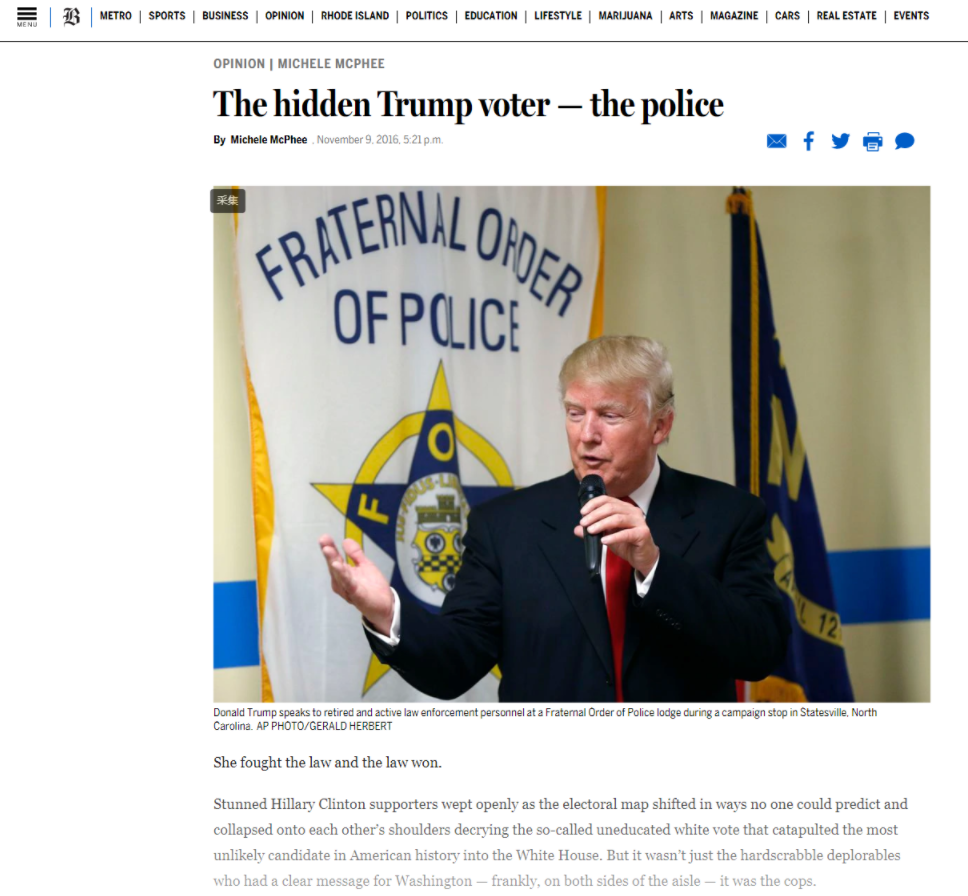 MENU
B
METRO | SPORTS | BUSINESS | OPINION | RHODE ISLAND | POLITICS | EDUCATION | LIFESTYLE | MARIJUANA | ARTS | MAGAZINE | CARS | REAL ESTATE | EVENTS
OPINION | MICHELE MCPHEE
The hidden Trump voter — the police
By Michele McPhee , November 9, 2016, 5:21 p.m.
采集
FRATERNAL ORDER
OF POLICE
F
O
APRIL 12
Donald Trump speaks to retired and active law enforcement personnel at a Fraternal Order of Police lodge during a campaign stop in Statesville, North
Carolina. AP PHOTO/GERALD HERBERT
She fought the law and the law won.
Stunned Hillary Clinton supporters wept openly as the electoral map shifted in ways no one could predict and
collapsed onto each other's shoulders decrying the so-called uneducated white vote that catapulted the most
unlikely candidate in American history into the White House. But it wasn't just the hardscrabble deplorables
who had a clear message for Washington — frankly, on both sides of the aisle — it was the cops.